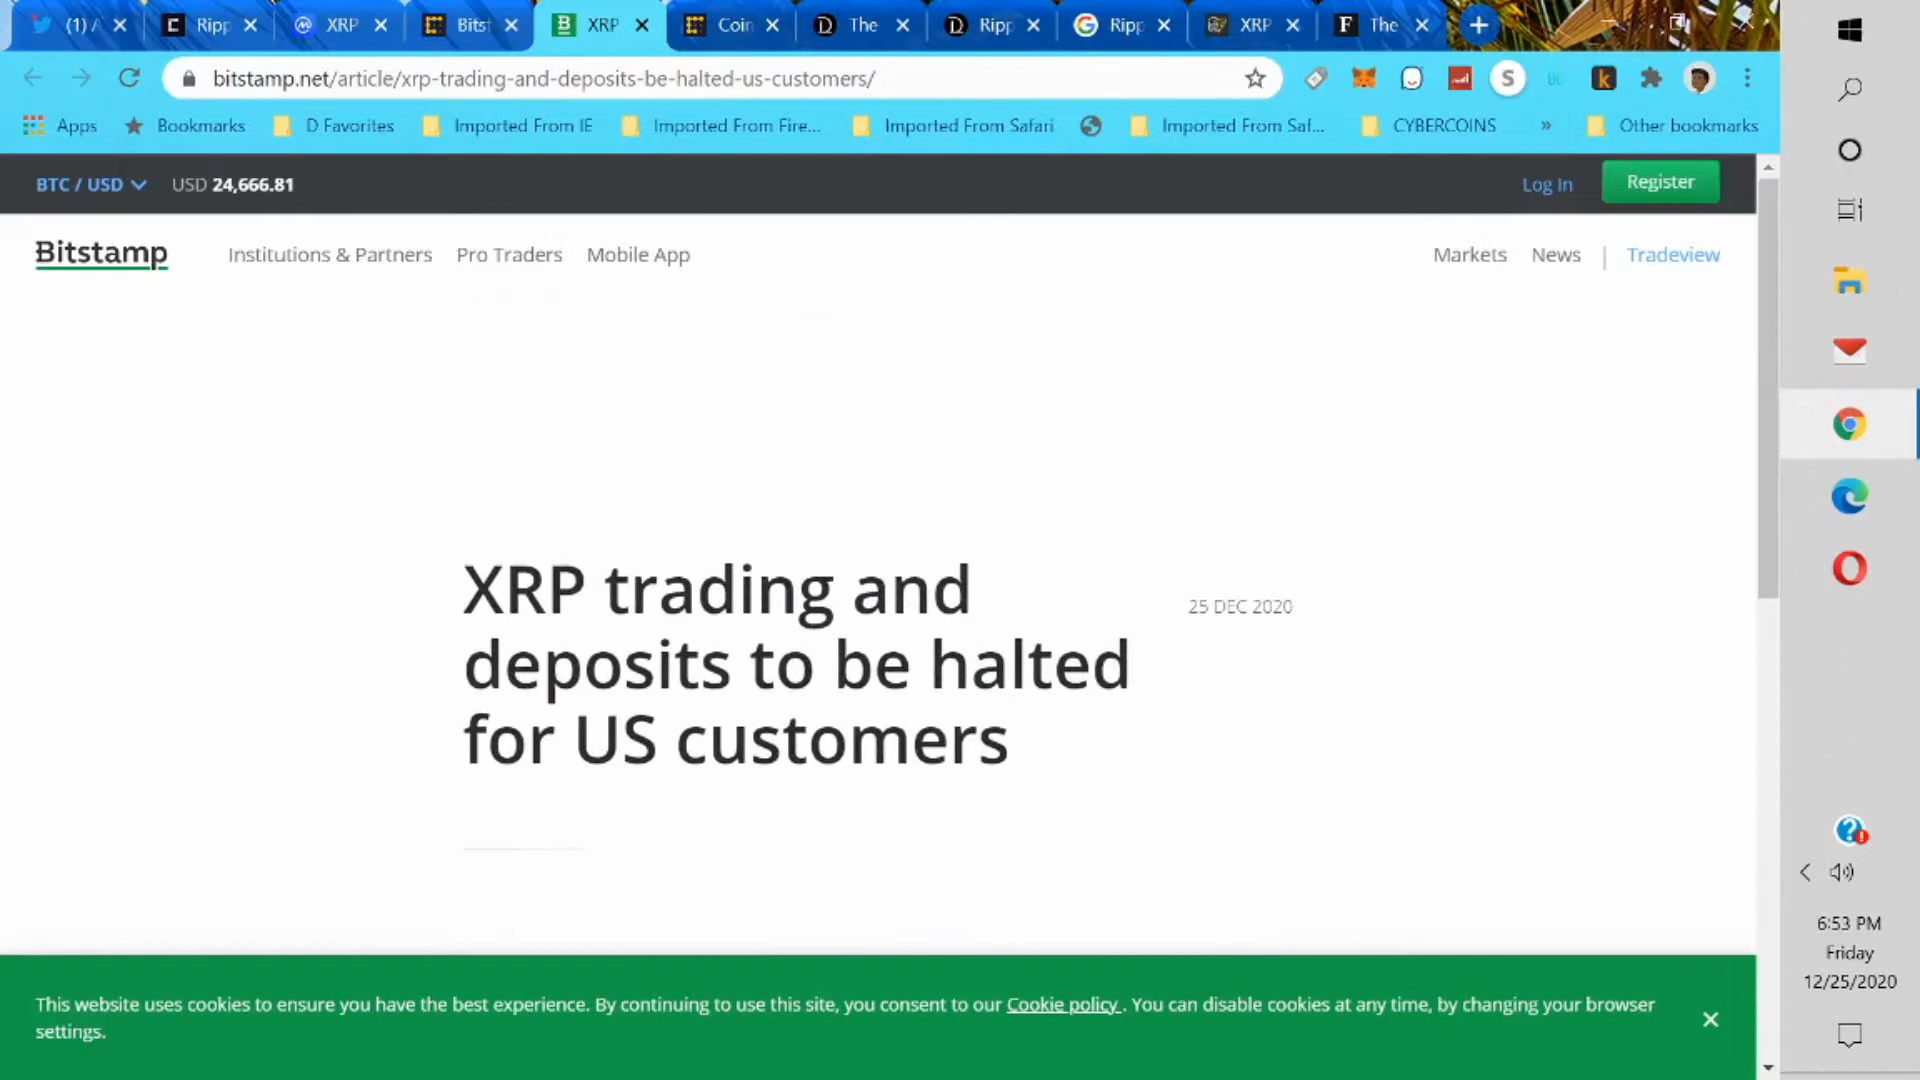 (1) /
Ripp
XRP
Bitst
XRP
Coin
The
Ripp
Ripp
XRP
The
bitstamp.net/article/xrp-trading-and-deposits-be-halted-us-customers/
Apps
Bookmarks
D Favorites
Imported From IE
Imported From Fire...
Imported From Safari
Imported From Saf...
CYBERCOINS
»
Other bookmarks
BTC / USD
USD 24,666.81
Log In
Register
Bitstamp
Institutions & Partners
Pro Traders
Mobile App
Markets
News
Tradeview
XRP trading and
deposits to be halted
for US customers
25 DEC 2020
This website uses cookies to ensure you have the best experience. By continuing to use this site, you consent to our Cookie policy . You can disable cookies at any time, by changing your browser
settings.
6:53 PM
Friday
12/25/2020